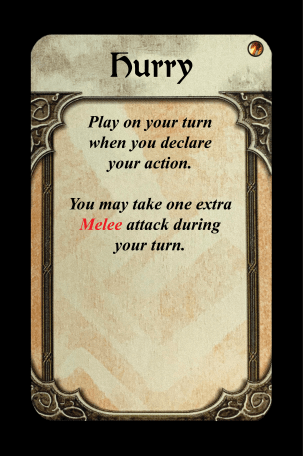 Hurry
Play on your turn
when you declare
your action.
You may take one extra
Melee attack during
your turn.